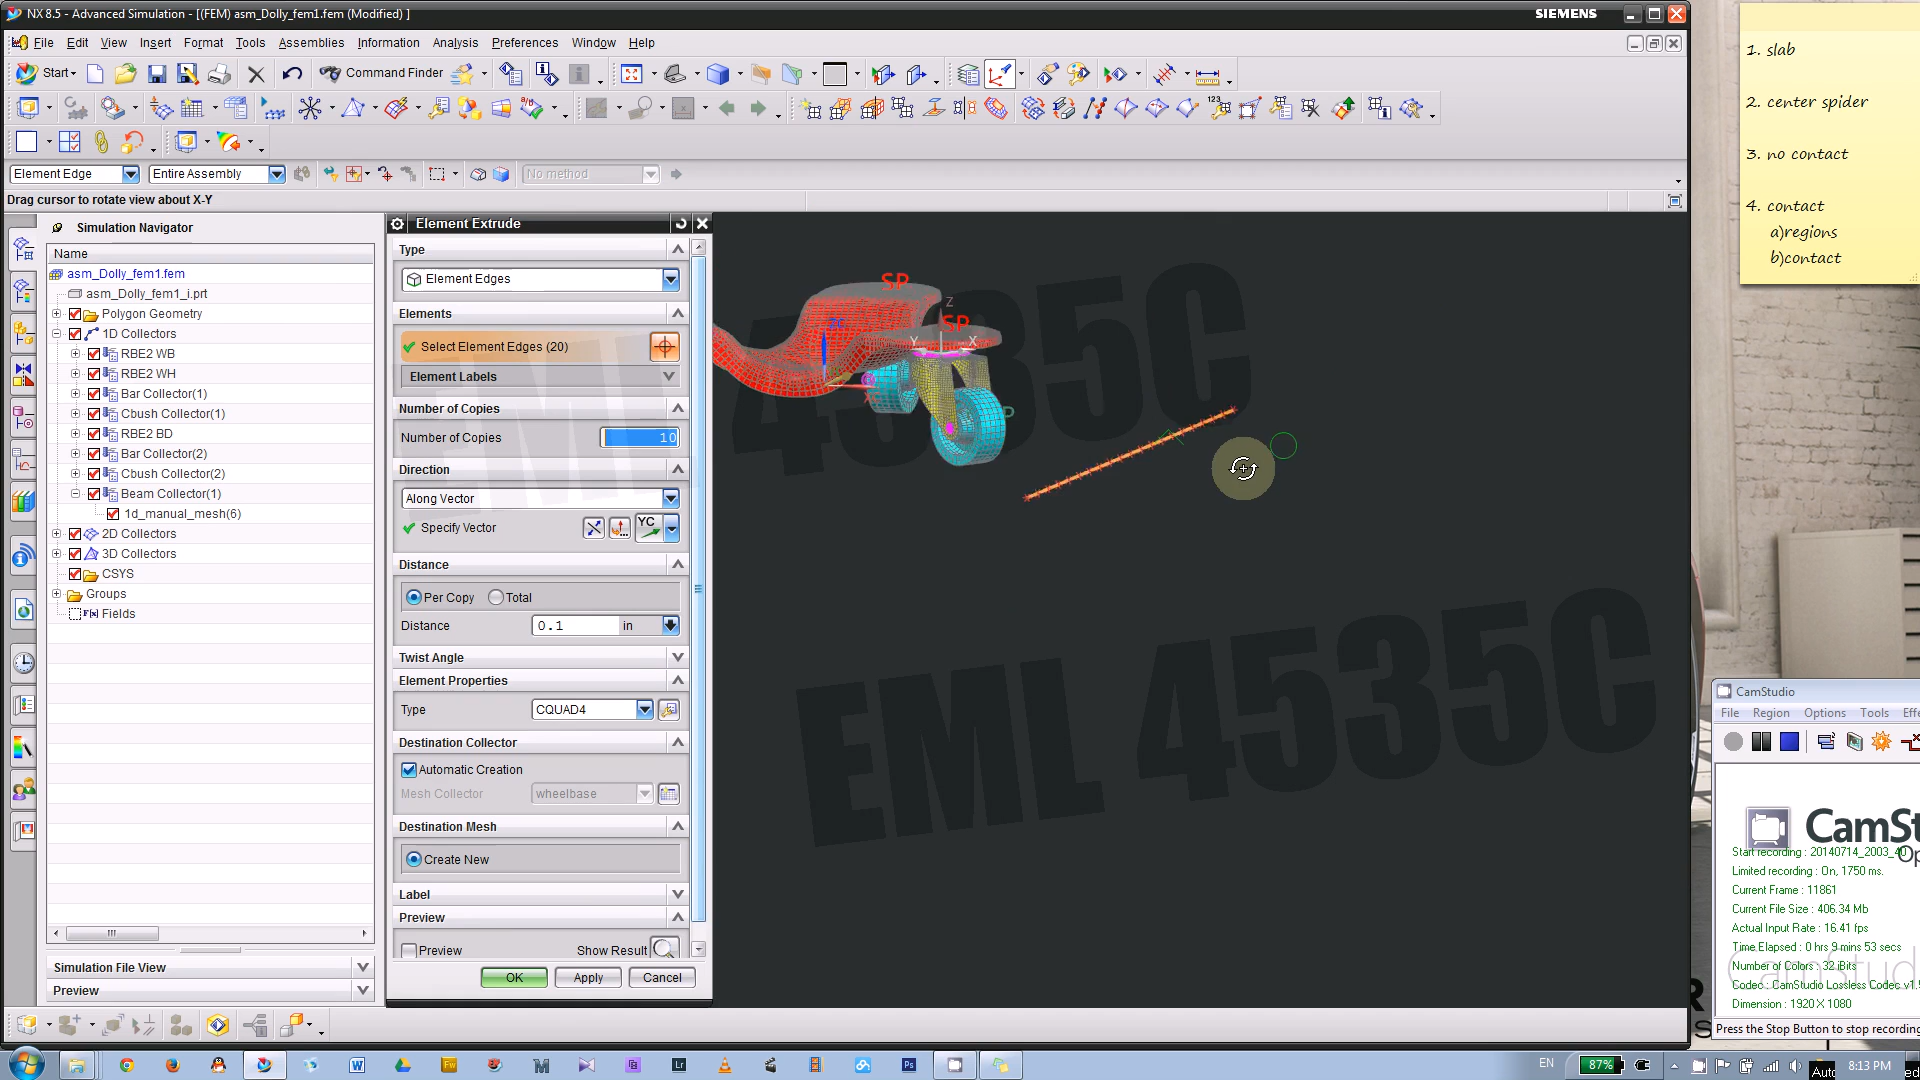 NX 8.5 - Advanced Simulation - [(FEM) asm_Dolly_fem1.fem (Modified) ]
SIEMENS
File Edit View Insert Format Tools Assemblies Information Analysis Preferences Window Help
Start
Command Finder
Element Edge
Entire Assembly
No method
Drag cursor to rotate view about X-Y
Simulation Navigator
Name
asm_Dolly_fem1.fem
asm_Dolly_fem1_i.prt
Polygon Geometry
1D Collectors
RBE2 WB
RBE2 WH
Bar Collector(1)
Cbush Collector(1)
RBE2 BD
Bar Collector(2)
Cbush Collector(2)
Beam Collector(1)
1d_manual_mesh(6)
2D Collectors
3D Collectors
CSYS
Groups
Fields
Simulation File View
Preview
Element Extrude
Type
Element Edges
Elements
Select Element Edges (20)
Element Labels
Number of Copies
Number of Copies 10
Direction
Along Vector
Specify Vector
YC
Distance
Per Copy Total
Distance 0.1 in
Twist Angle
Element Properties
Type CQUAD4
Destination Collector
Automatic Creation
Mesh Collector wheelbase
Destination Mesh
Create New
Label
Preview
Preview Show Result
OK Apply Cancel
SP
SP
Z
Y
X
EML 4535C
EML 4535C
1. slab
2. center spider
3. no contact
4. contact
a)regions
b)contact
CamStudio
File Region Options Tools Effe
CamSt
Start recording : 20140714_2003_40
Limited recording : On, 1750 ms.
Current Frame : 11861
Current File Size : 406.34 Mb
Actual Input Rate : 16.41 fps
Time Elapsed : 0 hrs 9 mins 53 secs
Number of Colors : 32 iBits
Codec : CamStudio Lossless Codec v1.
Dimension : 1920 X 1080
Press the Stop Button to stop recording
EN
87%
8:13 PM